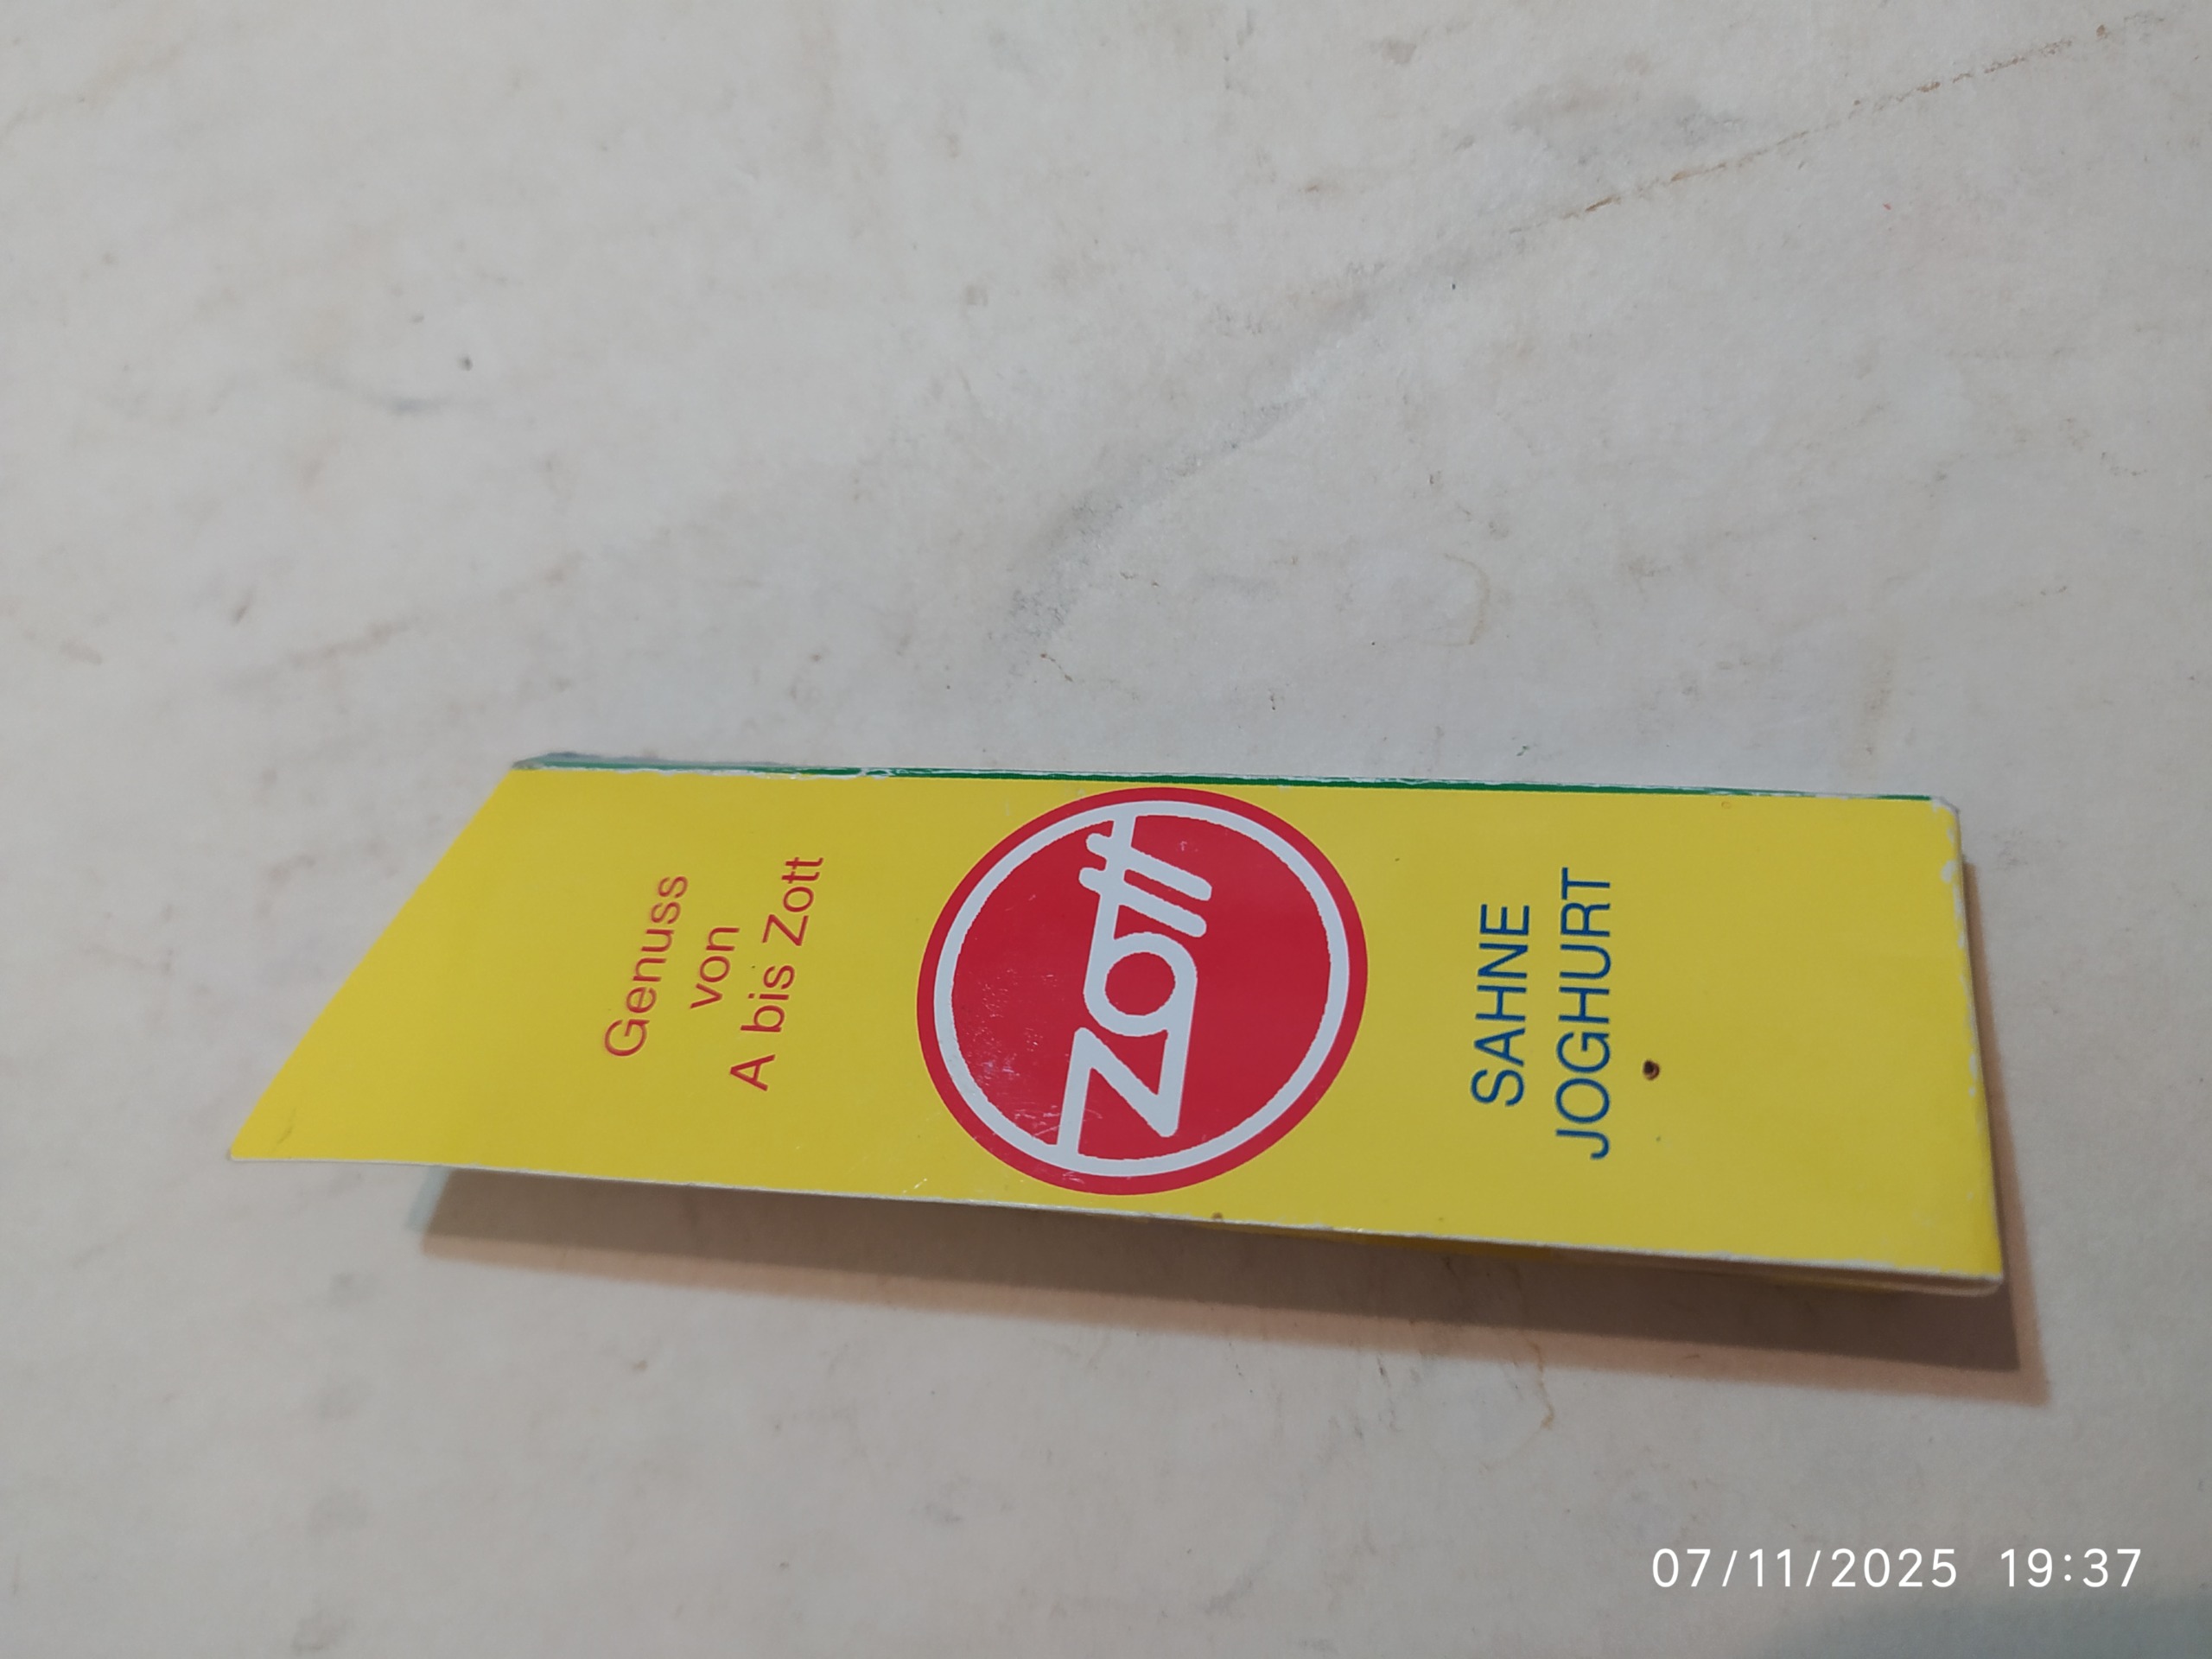 Genuss
von
A bis Zott
Zott
SAHNE
JOGHURT
07/11/2025 19:37